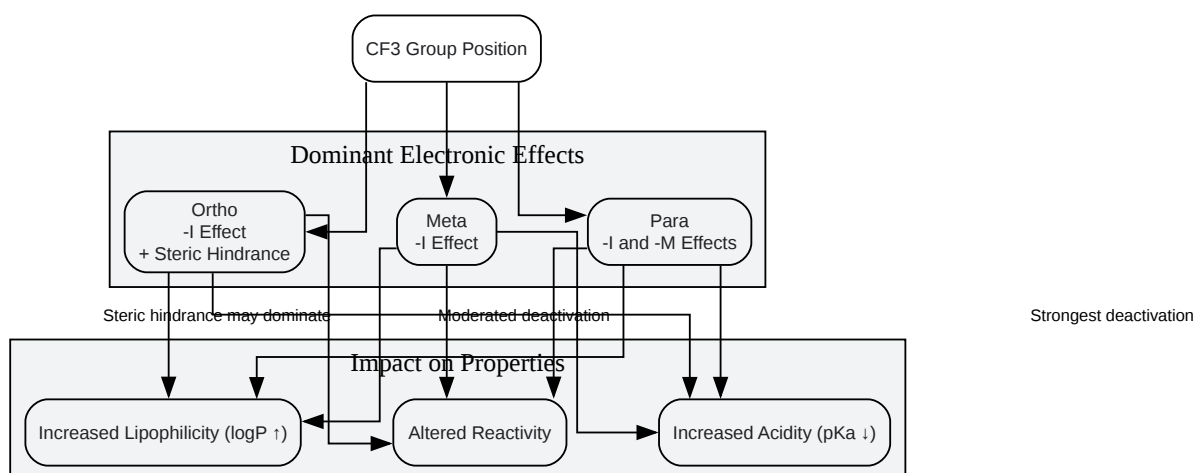 CF3 Group Position
Dominant Electronic Effects
Ortho
-I Effect
+ Steric Hindrance
Meta
-I Effect
Para
-I and -M Effects
Steric hindrance may dominate
Moderated deactivation
Strongest deactivation
Impact on Properties
Increased Lipophilicity (logP ↑)
Altered Reactivity
Increased Acidity (pKa ↓)